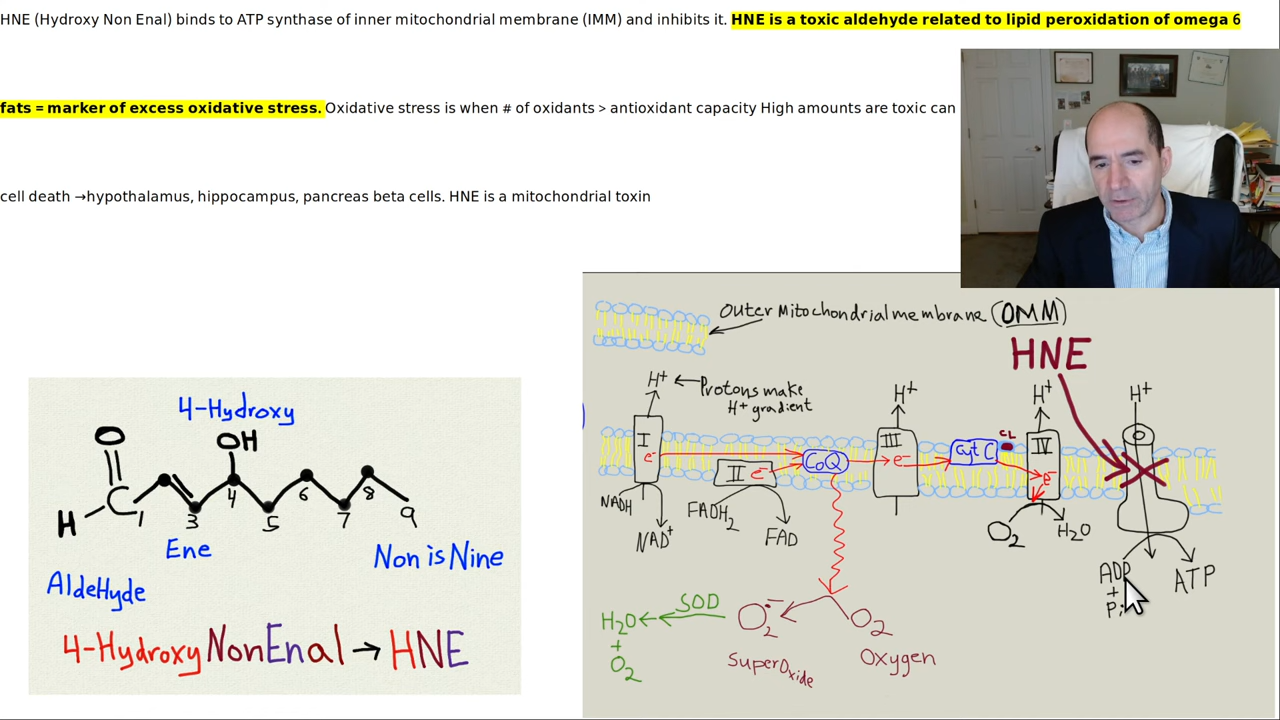 HNE (Hydroxy Non Enal) binds to ATP synthase of inner mitochondrial membrane (IMM) and inhibits it. HNE is a toxic aldehyde related to lipid peroxidation of omega 6
fats = marker of excess oxidative stress. Oxidative stress is when # of oxidants > antioxidant capacity High amounts are toxic can
cell death →hypothalamus, hippocampus, pancreas beta cells. HNE is a mitochondrial toxin
Outer Mitochondrial membrane (OMM)
HNE
H+ ← Protons make
H+ gradient
H+
H+
H+
I
e-
II
e-
CoQ
III
e-
cyt C
CL
IV
e-
NADH
NAD+
FADH2
FAD
O2
H2O
ADP
+
Pi
ATP
H2O
+
O2
SOD
O2-
SuperOxide
O2
Oxygen
4-Hydroxy
O
OH
H
C
1
3
4
5
6
7
8
9
Ene
Non is Nine
AldeHyde
4-HydroxyNonEnal → HNE